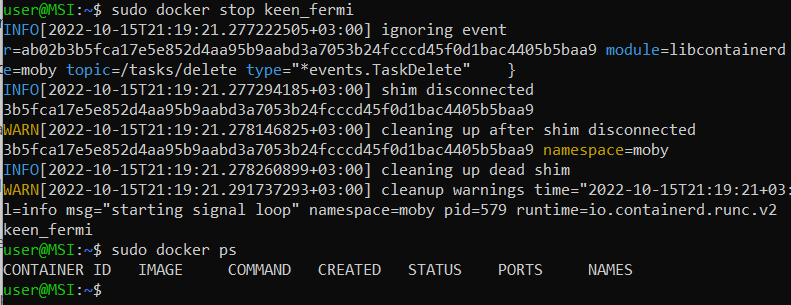 user@MSI:~$ sudo docker stop keen_fermi
INFO[2022-10-15T21:19:21.277222505+03:00] ignoring event
r=ab02b3b5fca17e5e852d4aa95b9aabd3a7053b24fcccd45f0d1bac4405b5baa9 module=libcontainerd
e=moby topic=/tasks/delete type="*events.TaskDelete" }
INFO[2022-10-15T21:19:21.277294185+03:00] shim disconnected
3b5fca17e5e852d4aa95b9aabd3a7053b24fcccd45f0d1bac4405b5baa9
WARN[2022-10-15T21:19:21.278146825+03:00] cleaning up after shim disconnected
3b5fca17e5e852d4aa95b9aabd3a7053b24fcccd45f0d1bac4405b5baa9 namespace=moby
INFO[2022-10-15T21:19:21.278260899+03:00] cleaning up dead shim
WARN[2022-10-15T21:19:21.291737293+03:00] cleanup warnings time="2022-10-15T21:19:21+03:
l=info msg="starting signal loop" namespace=moby pid=579 runtime=io.containerd.runc.v2
keen_fermi
user@MSI:~$ sudo docker ps
CONTAINER ID IMAGE COMMAND CREATED STATUS PORTS NAMES
user@MSI:~$